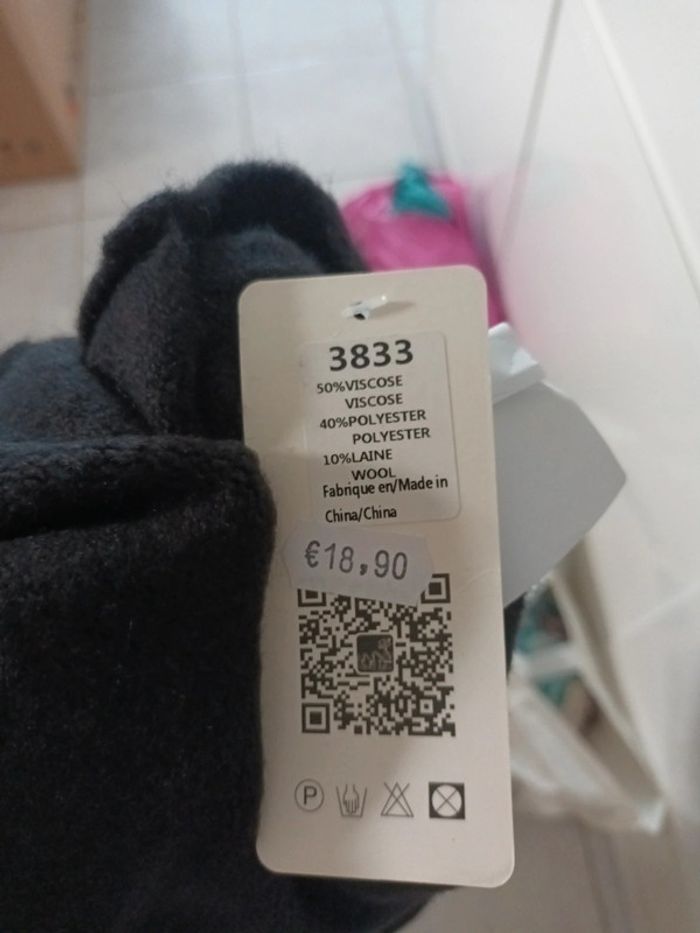 3833
50%VISCOSE
VISCOSE
40%POLYESTER
POLYESTER
10%LAINE
WOOL
Fabrique en/Made in
China/China
€18,90
P